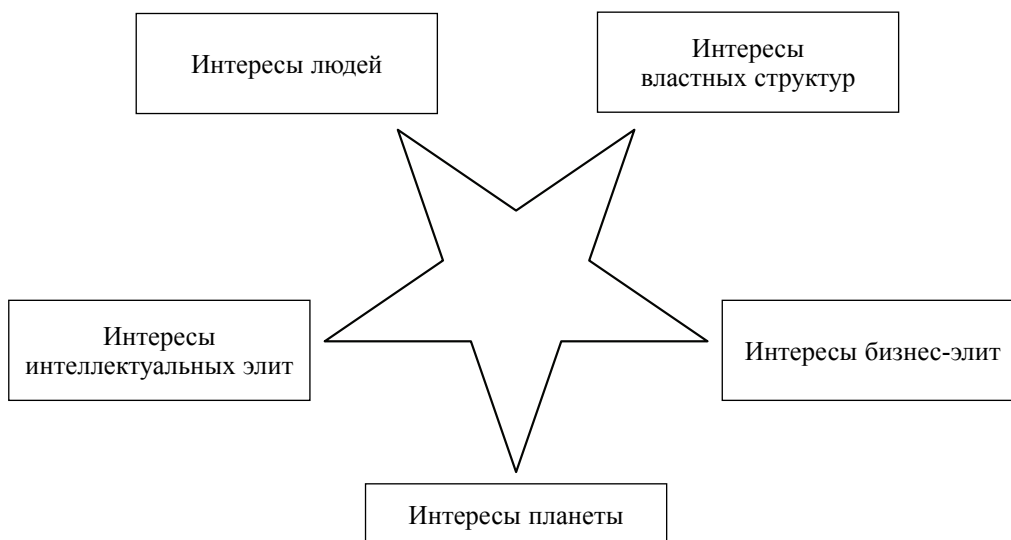 Интересы людей
Интересы
властных структур
Интересы
интеллектуальных элит
Интересы бизнес-элит
Интересы планеты